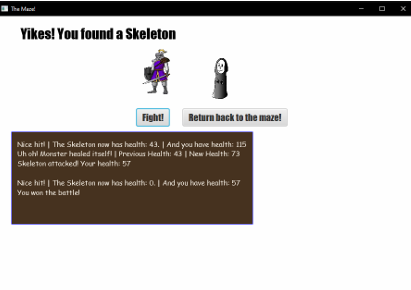 The Maze!
Yikes! You found a Skeleton
Fight!
Return back to the maze!
Nice hit! | The Skeleton now has health: 43. | And you have health: 115
Uh oh! Monster healed itself! | Previous Health: 43 | New Health: 73
Skeleton attacked! Your health: 57
Nice hit! | The Skeleton now has health: 0. | And you have health: 57
You won the battle!